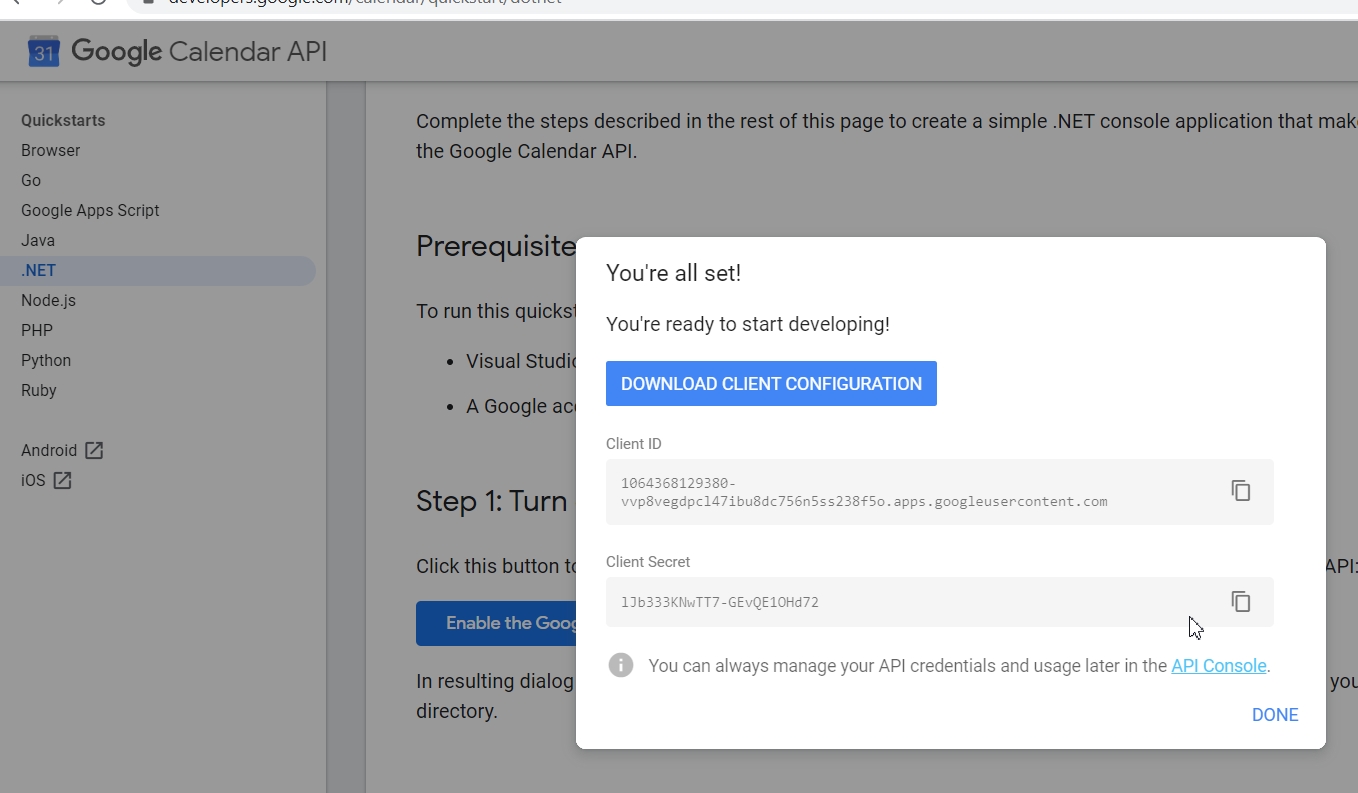 developers.google.com/calendar/quickstart/dotnet
31 Google Calendar API
Quickstarts
Browser
Go
Google Apps Script
Java
.NET
Node.js
PHP
Python
Ruby
Android
iOS
Complete the steps described in the rest of this page to create a simple .NET console application that mak
the Google Calendar API.
Prerequisite
To run this quickst
Visual Studio
A Google acc
Step 1: Turn
Click this button to
API:
Enable the Goog
In resulting dialog
you
directory.
You're all set!
You're ready to start developing!
DOWNLOAD CLIENT CONFIGURATION
Client ID
1064368129380-
vvp8vegdpcl47ibu8dc756n5ss238f5o.apps.googleusercontent.com
Client Secret
lJb333KNwTT7-GEvQE1OHd72
You can always manage your API credentials and usage later in the API Console.
DONE